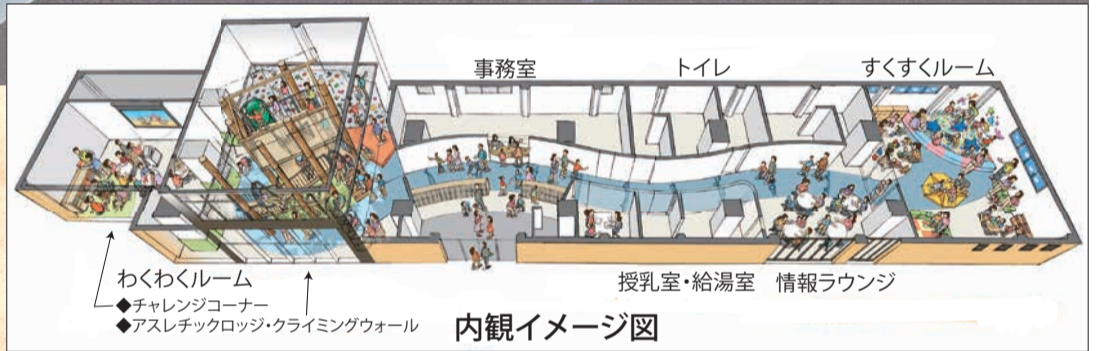 事務室
トイレ
すくすくルーム
わくわくルーム
◆チャレンジコーナー
◆アスレチックロッジ・クライミングウォール
授乳室・給湯室
情報ラウンジ
内観イメージ図